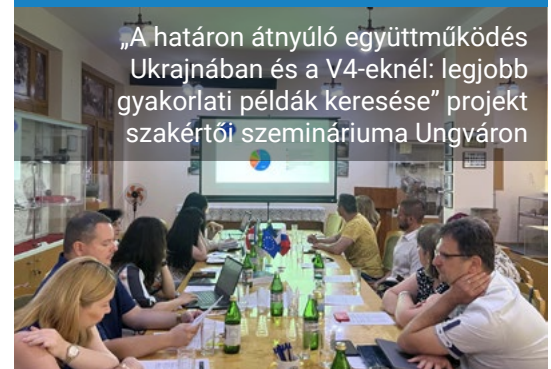 „A határon átnyúló együttműködés
Ukrajnában és a V4-eknél: legjobb
gyakorlati példák keresése” projekt
szakértői szemináriuma Ungváron